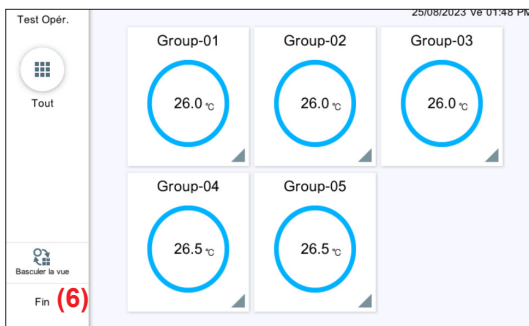 25/08/2023 Ve 01:48 PM
Test Opér.
Tout
Basculer la vue
Fin (6)
Group-01
26.0 °C
Group-02
26.0 °C
Group-03
26.0 °C
Group-04
26.5 °C
Group-05
26.5 °C